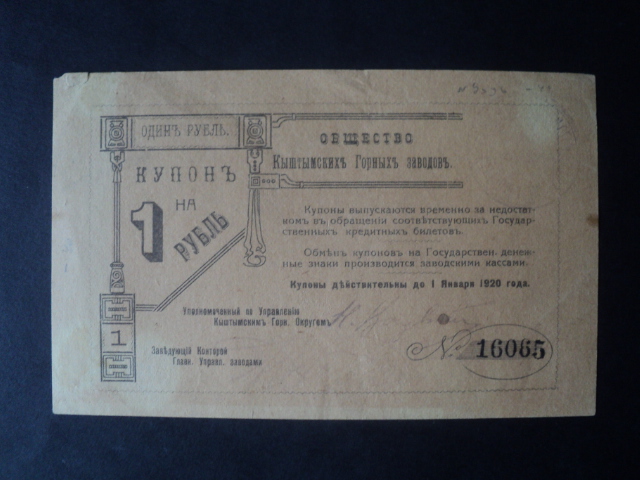 ОДИНЪ РУБЛЬ.
КУПОНЪ
НА
1
РУБЛЬ
ОБЩЕСТВО
Кыштымскихъ Горныхъ заводовъ.
Купоны выпускаются временно за недостат-
комъ въ обращеніи соотвѣтствующихъ Государ-
ственныхъ кредитныхъ билетовъ.
Обмѣнъ купоновъ на Государствен. денеж-
ные знаки производится заводскими кассами.
Купоны дѣйствительны до 1 Января 1920 года.
Уполномоченный по Управленію
Кыштымскимъ Горн. Округомъ
1
Завѣдующій Конторой
Главн. Управл. заводами
№ 16065